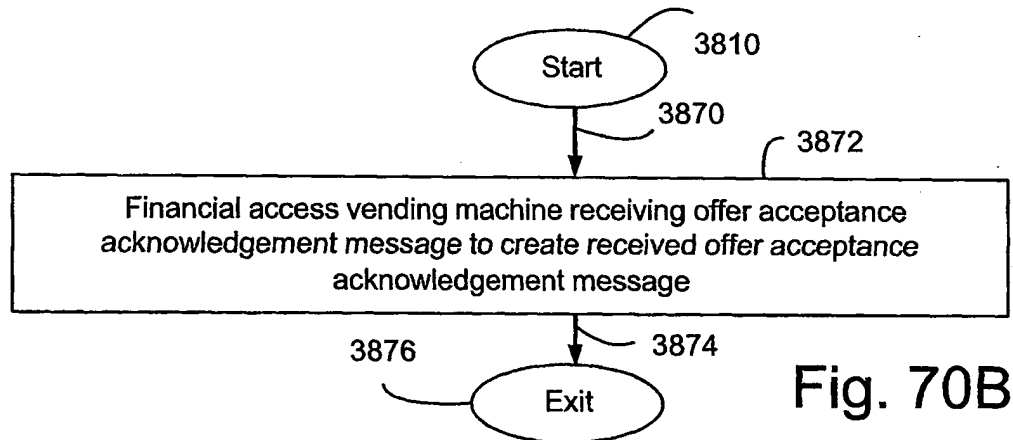 3810
Start
3870
3872
Financial access vending machine receiving offer acceptance
acknowledgement message to create received offer acceptance
acknowledgement message
3876
3874
Exit
Fig. 70B